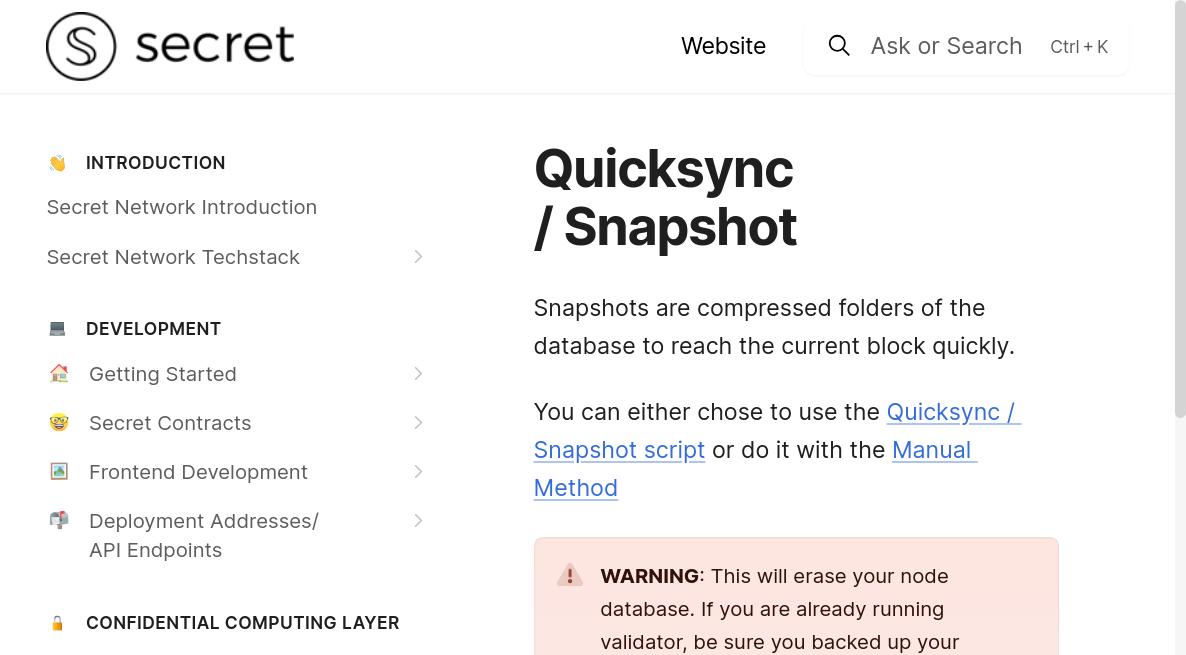 secret
Website
Ask or Search
Ctrl + K
INTRODUCTION
Secret Network Introduction
Secret Network Techstack
DEVELOPMENT
Getting Started
Secret Contracts
Frontend Development
Deployment Addresses/
API Endpoints
CONFIDENTIAL COMPUTING LAYER
Quicksync
/ Snapshot
Snapshots are compressed folders of the
database to reach the current block quickly.
You can either chose to use the Quicksync /
Snapshot script or do it with the Manual
Method
WARNING: This will erase your node
database. If you are already running
validator, be sure you backed up your